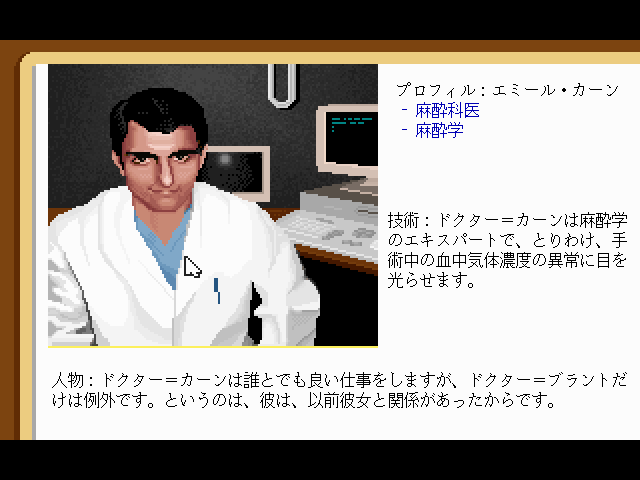 プロフィル：エミール・カーン
- 麻酔科医
- 麻酔学
技術：ドクター＝カーンは麻酔学
のエキスパートで、とりわけ、手
術中の血中気体濃度の異常に目を
光らせます。
人物：ドクター＝カーンは誰とでも良い仕事をしますが、ドクター＝ブラントだ
けは例外です。というのは、彼は、以前彼女と関係があったからです。